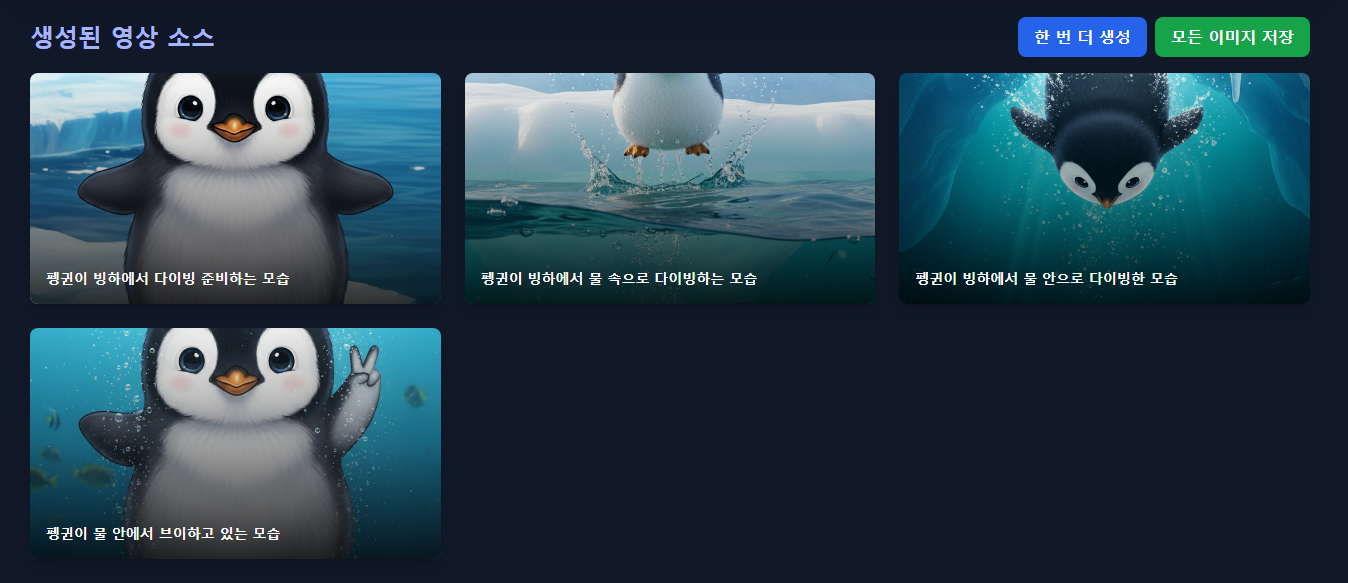 생성된 영상 소스
한 번 더 생성
모든 이미지 저장
펭귄이 빙하에서 다이빙 준비하는 모습
펭귄이 빙하에서 물 속으로 다이빙하는 모습
펭귄이 빙하에서 물 안으로 다이빙한 모습
펭귄이 물 안에서 브이하고 있는 모습